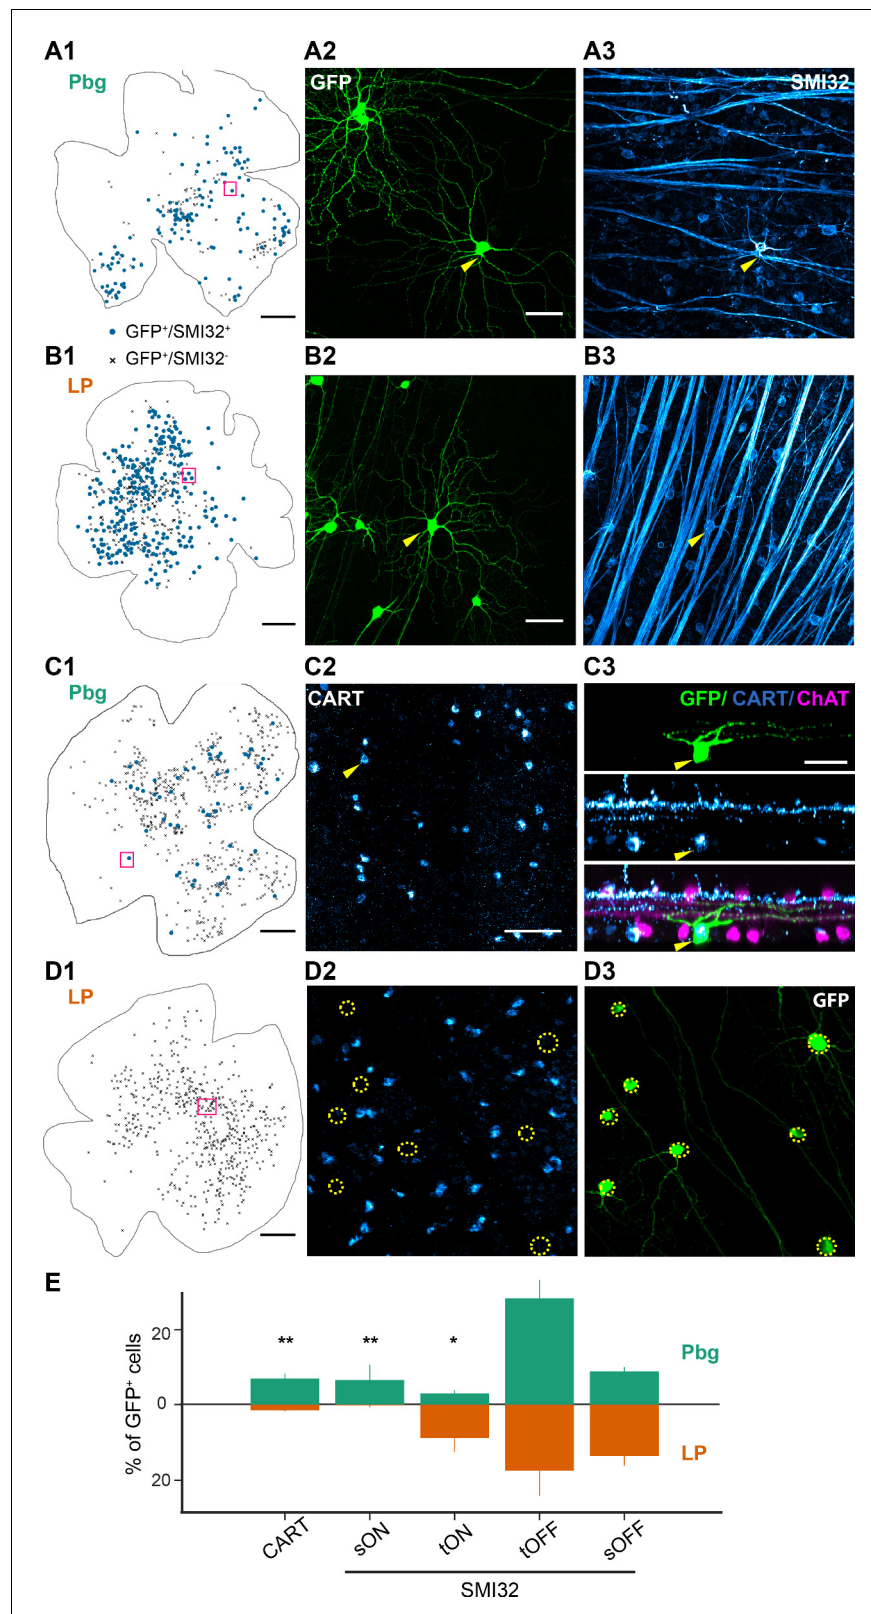 A1 A2 A3
Pbg GFP SMI32
GFP⁺/SMI32⁺
GFP⁺/SMI32⁻
B1 B2 B3
LP
C1 C2 C3
Pbg CART GFP/ CART/ChAT
D1 D2 D3
LP GFP
E
% of GFP⁺ cells
20
0
20
** ** *
Pbg
LP
CART sON tON tOFF sOFF
SMI32